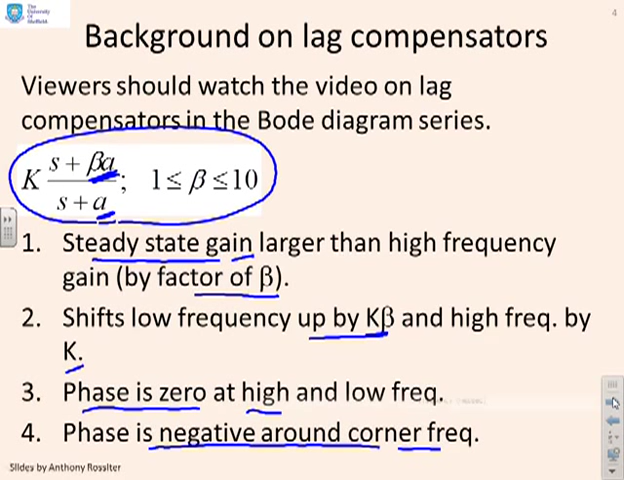 The
University
Of
Sheffield.
4
Background on lag compensators
Viewers should watch the video on lag
compensators in the Bode diagram series.
K (s + βa)/(s + a); 1 ≤ β ≤ 10
1. Steady state gain larger than high frequency
gain (by factor of β).
2. Shifts low frequency up by Kβ and high freq. by
K.
3. Phase is zero at high and low freq.
4. Phase is negative around corner freq.
Slides by Anthony Rossiter